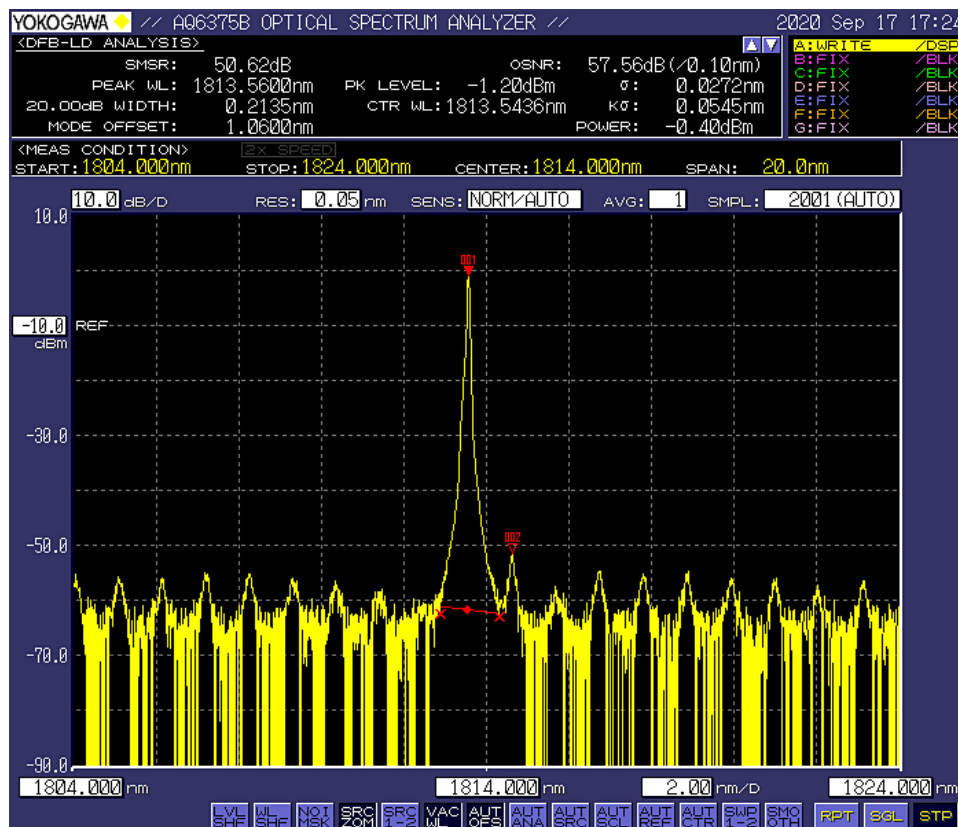 YOKOGAWA // AQ6375B OPTICAL SPECTRUM ANALYZER // 2020 Sep 17 17:24
<DFB-LD ANALYSIS>
SMSR: 50.62dB OSNR: 57.56dB(/0.10nm)
PEAK WL: 1813.5600nm PK LEVEL: -1.20dBm σ: 0.0272nm
20.00dB WIDTH: 0.2135nm CTR WL:1813.5436nm Kσ: 0.0545nm
MODE OFFSET: 1.0600nm POWER: -0.40dBm
A:WRITE /DSP
B:FIX /BLK
C:FIX /BLK
D:FIX /BLK
E:FIX /BLK
F:FIX /BLK
G:FIX /BLK
<MEAS CONDITION> 2X SPEED
START:1804.000nm STOP:1824.000nm CENTER:1814.000nm SPAN: 20.0nm
10.0 dB/D RES: 0.05 nm SENS: NORM/AUTO AVG: 1 SMPL: 2001(AUTO)
10.0
001
-10.0 REF
dBm
-30.0
-50.0
002
-70.0
-90.0
1804.000 nm 1814.000 nm 2.00 nm/D 1824.000 nm
LVL SHF WL SHF NOI MSK SRC ZOM SRC 1-2 VAC WL AUT OFS AUT ANA AUT SRC AUT SCL AUT REF AUT CTR SWP 1-2 SMO OTH RPT SGL STP